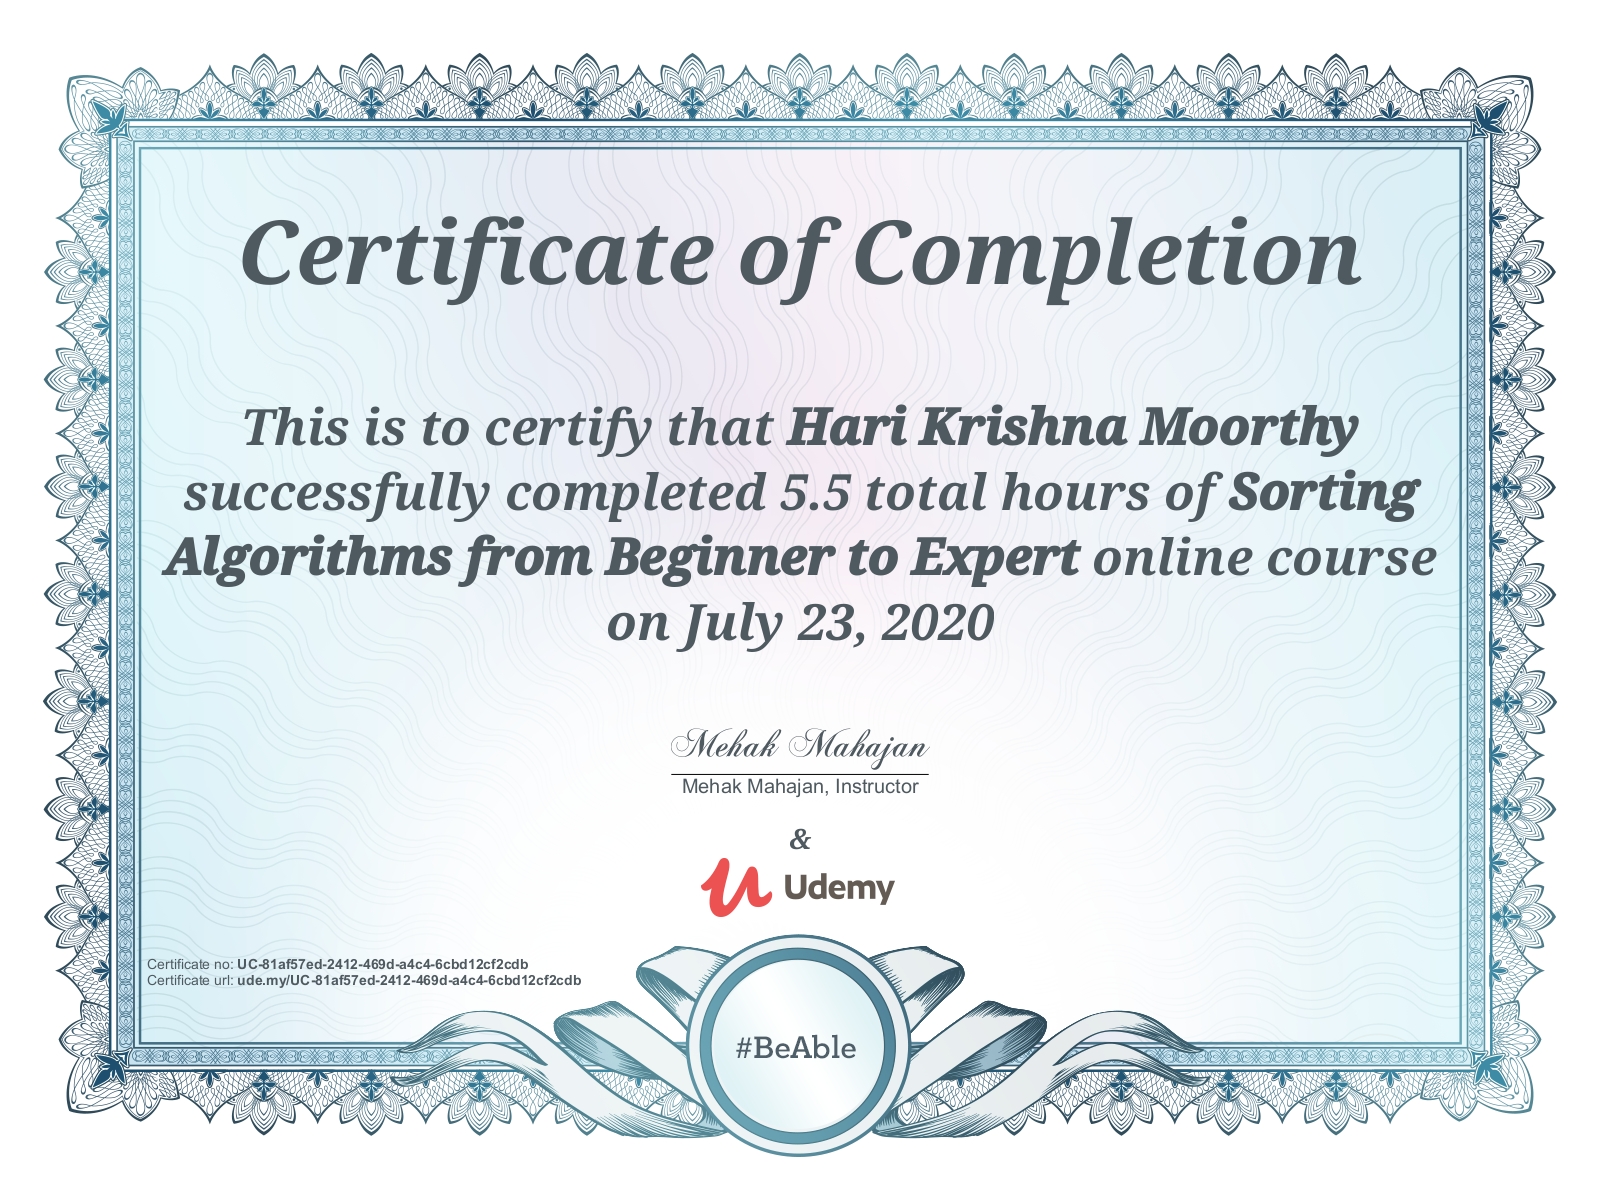 Certificate of Completion
This is to certify that Hari Krishna Moorthy
successfully completed 5.5 total hours of Sorting
Algorithms from Beginner to Expert online course
on July 23, 2020
Mehak Mahajan
Mehak Mahajan, Instructor
&
Udemy
Certificate no: UC-81af57ed-2412-469d-a4c4-6cbd12cf2cdb
Certificate url: ude.my/UC-81af57ed-2412-469d-a4c4-6cbd12cf2cdb
#BeAble